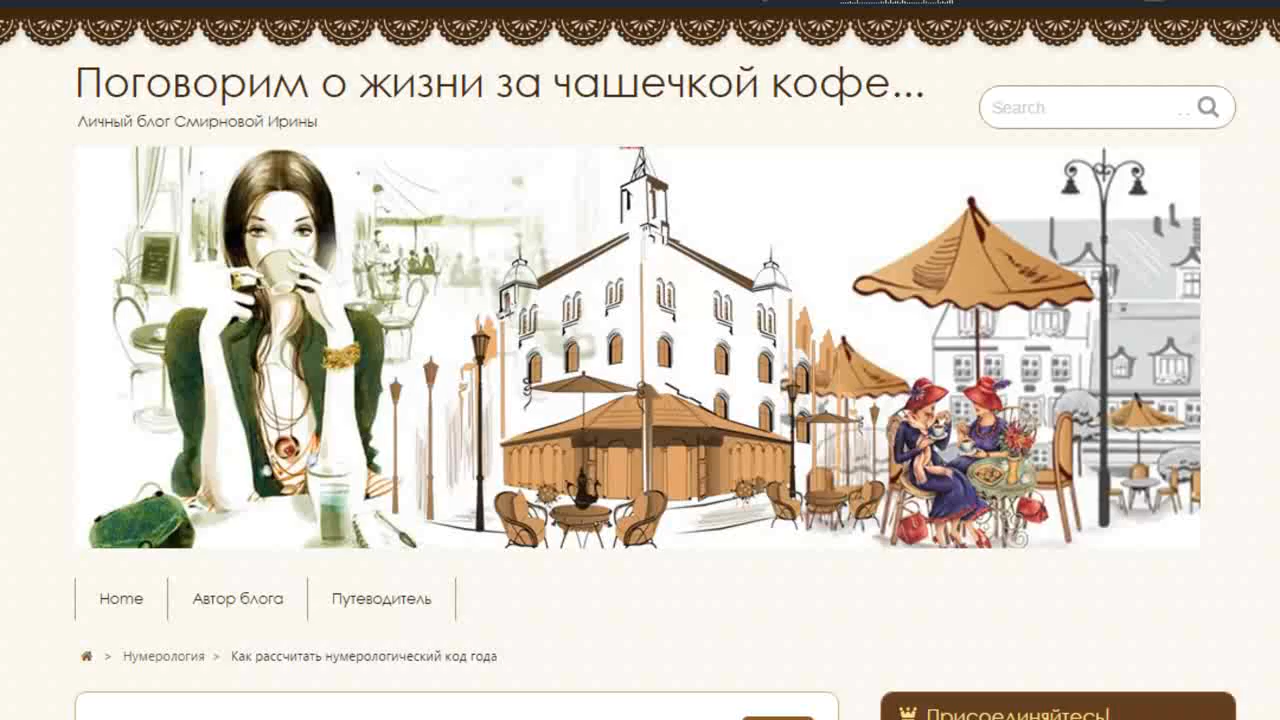 Поговорим о жизни за чашечкой кофе...
Личный блог Смирновой Ирины
Search
Home
Автор блога
Путеводитель
> Нумерология > Как рассчитать нумерологический код года
Присоединяйтесь!